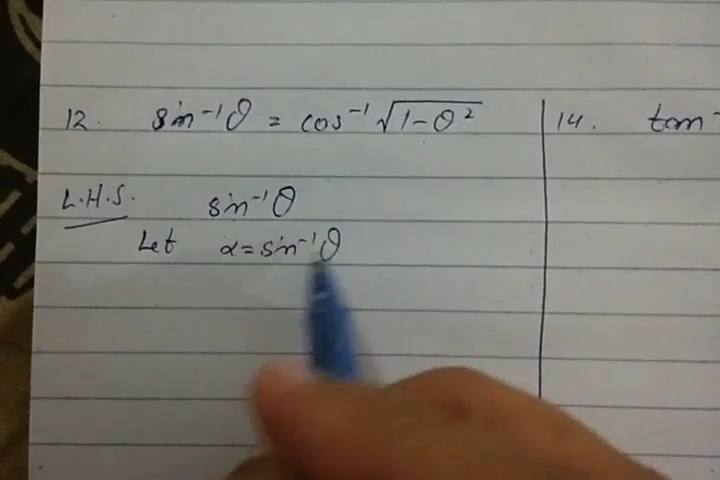 12. sin⁻¹θ = cos⁻¹ √1-θ²
L.H.S. sin⁻¹θ
Let α = sin⁻¹θ
14. tan⁻